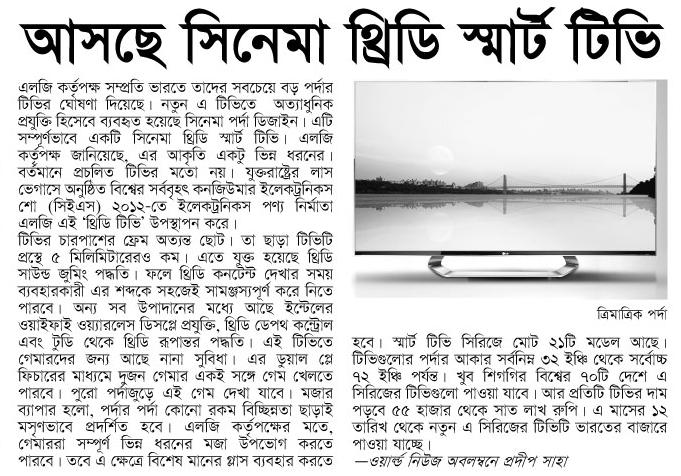 আসছে সিনেমা থ্রিডি স্মার্ট টিভি
এলজি কর্তৃপক্ষ সম্প্রতি ভারতে তাদের সবচেয়ে বড় পর্দার
টিভির ঘোষণা দিয়েছে। নতুন এ টিভিতে অত্যাধুনিক
প্রযুক্তি হিসেবে ব্যবহৃত হয়েছে সিনেমা পর্দা ডিজাইন। এটি
সম্পূর্ণভাবে একটি সিনেমা থ্রিডি স্মার্ট টিভি। এলজি
কর্তৃপক্ষ জানিয়েছে, এর আকৃতি একটু ভিন্ন ধরনের।
বর্তমানে প্রচলিত টিভির মতো নয়। যুক্তরাষ্ট্রের লাস
ভেগাসে অনুষ্ঠিত বিশ্বের সর্ববৃহৎ কনজিউমার ইলেকট্রনিকস
শো (সিইএস) ২০১২-তে ইলেকট্রনিকস পণ্য নির্মাতা
এলজি এই ‘থ্রিডি টিভি’ উপস্থাপন করে।
টিভির চারপাশের ফ্রেম অত্যন্ত ছোট। তা ছাড়া টিভিটি
প্রস্থে ৫ মিলিমিটারেরও কম। এতে যুক্ত হয়েছে থ্রিডি
সাউন্ড জুমিং পদ্ধতি। ফলে থ্রিডি কনটেন্ট দেখার সময়
ব্যবহারকারী এর শব্দকে সহজেই সামঞ্জস্যপূর্ণ করে নিতে
পারবে। অন্য সব উপাদানের মধ্যে আছে ইন্টেলের
ওয়াইফাই ওয়্যারলেস ডিসপ্লে প্রযুক্তি, থ্রিডি ডেপথ কন্ট্রোল
এবং টুডি থেকে থ্রিডি রূপান্তর পদ্ধতি। এই টিভিতে
গেমারদের জন্য আছে নানা সুবিধা। এর ডুয়াল প্লে
ফিচারের মাধ্যমে দুজন গেমার একই সঙ্গে গেম খেলতে
পারবে। পুরো পর্দাজুড়ে এই গেম দেখা যাবে। মজার
ব্যাপার হলো, পর্দার পর্দা কোনো রকম বিচ্ছিন্নতা ছাড়াই
মসৃণভাবে প্রদর্শিত হবে। এলজি কর্তৃপক্ষের মতে,
গেমাররা সম্পূর্ণ ভিন্ন ধরনের মজা উপভোগ করতে
পারবে। তবে এ ক্ষেত্রে বিশেষ মানের গ্লাস ব্যবহার করতে
ত্রিমাত্রিক পর্দা
হবে। স্মার্ট টিভি সিরিজে মোট ২১টি মডেল আছে।
টিভিগুলোর পর্দার আকার সর্বনিম্ন ৩২ ইঞ্চি থেকে সর্বোচ্চ
৭২ ইঞ্চি পর্যন্ত। খুব শিগগির বিশ্বের ৭০টি দেশে এ
সিরিজের টিভিগুলো পাওয়া যাবে। আর প্রতিটি টিভির দাম
পড়বে ৫৫ হাজার থেকে সাত লাখ রুপি। এ মাসের ১২
তারিখ থেকে নতুন এ সিরিজের টিভিটি ভারতের বাজারে
পাওয়া যাচ্ছে।
—ওয়ার্ল্ড নিউজ অবলম্বনে প্রদীপ সাহা